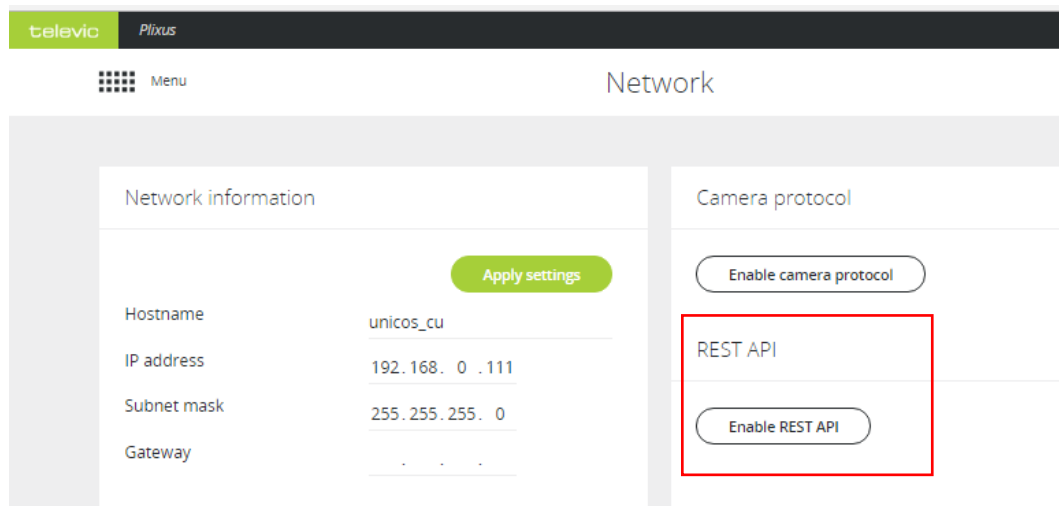 televic Plixus
Menu
Network
Network information
Apply settings
Hostname unicos_cu
IP address 192.168. 0 .111
Subnet mask 255.255.255. 0
Gateway . . .
Camera protocol
Enable camera protocol
REST API
Enable REST API